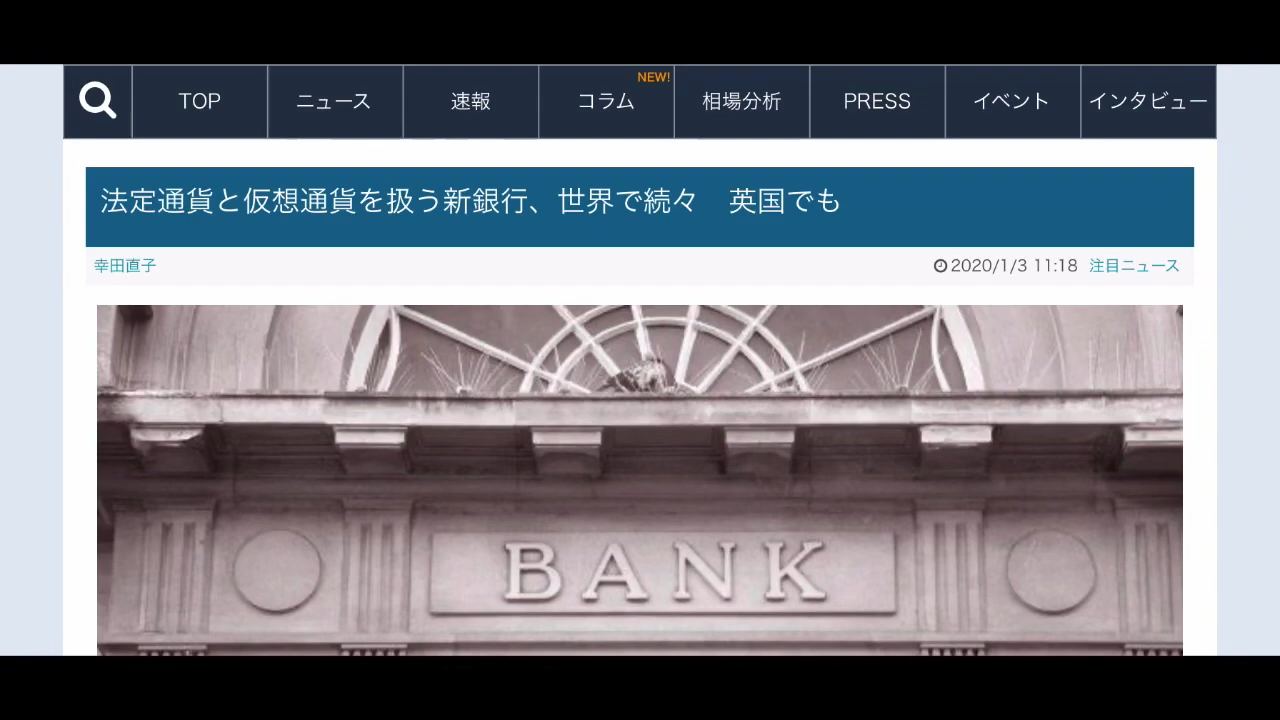 NEW!
TOP ニュース 速報 コラム 相場分析 PRESS イベント インタビュー
法定通貨と仮想通貨を扱う新銀行、世界で続々　英国でも
幸田直子 2020/1/3 11:18 注目ニュース
BANK